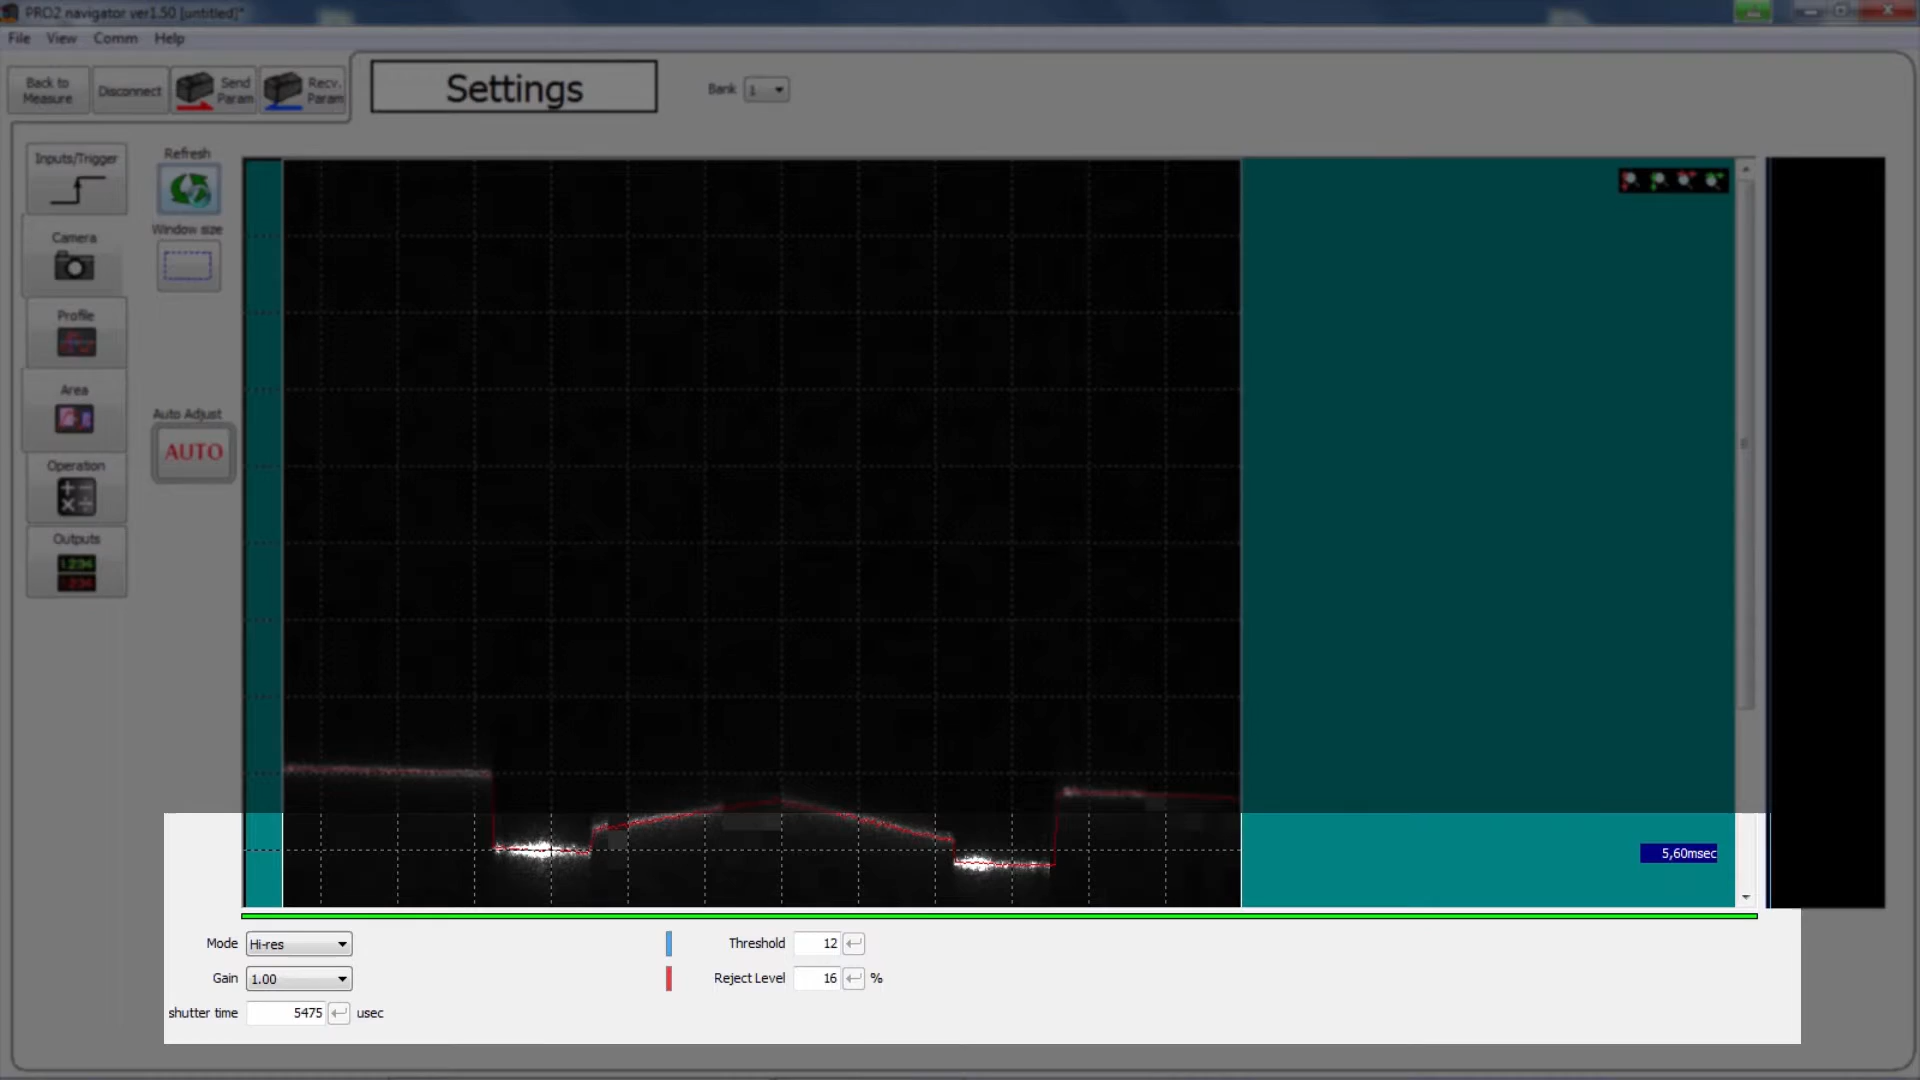 PRO2 navigator ver1.50 [untitled]*
File View Comm Help
Back to Measure
Disconnect
Send Param
Recv. Param
Settings
Bank 1
Inputs/Trigger
Refresh
Window size
Camera
Profile
Area
Auto Adjust
AUTO
Operation
Outputs
1234
1234
5,60msec
Mode Hi-res
Threshold 12
Gain 1.00
Reject Level 16 %
shutter time 5475 usec